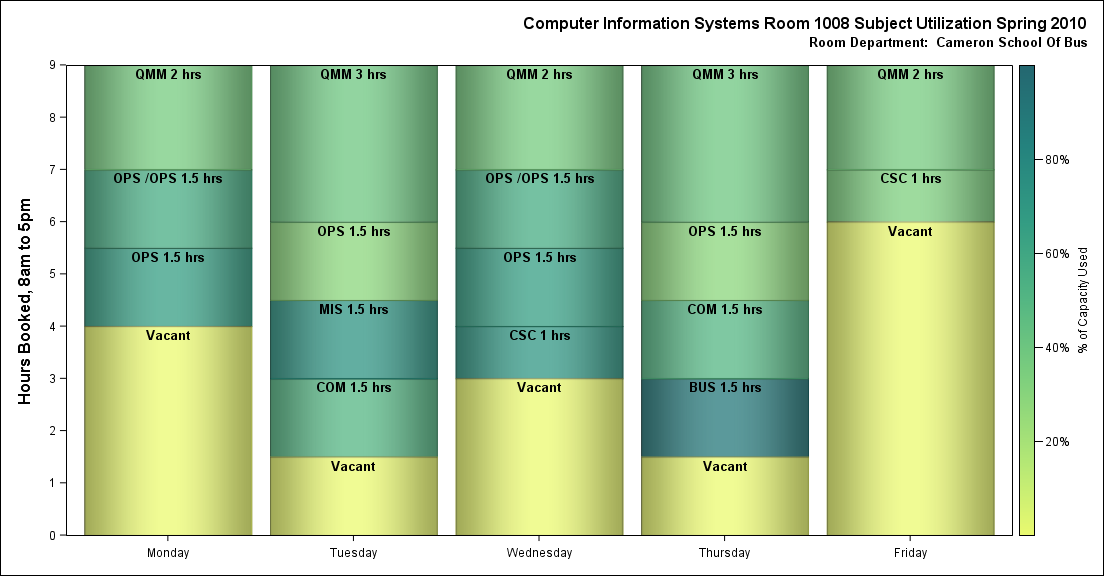 Computer Information Systems Room 1008 Subject Utilization Spring 2010
Room Department:  Cameron School Of Bus
Hours Booked, 8am to 5pm
9
8
7
6
5
4
3
2
1
0
QMM 2 hrs
OPS /OPS 1.5 hrs
OPS 1.5 hrs
Vacant
Monday
QMM 3 hrs
OPS 1.5 hrs
MIS 1.5 hrs
COM 1.5 hrs
Vacant
Tuesday
QMM 2 hrs
OPS /OPS 1.5 hrs
OPS 1.5 hrs
CSC 1 hrs
Vacant
Wednesday
QMM 3 hrs
OPS 1.5 hrs
COM 1.5 hrs
BUS 1.5 hrs
Vacant
Thursday
QMM 2 hrs
CSC 1 hrs
Vacant
Friday
80%
60%
40%
20%
% of Capacity Used